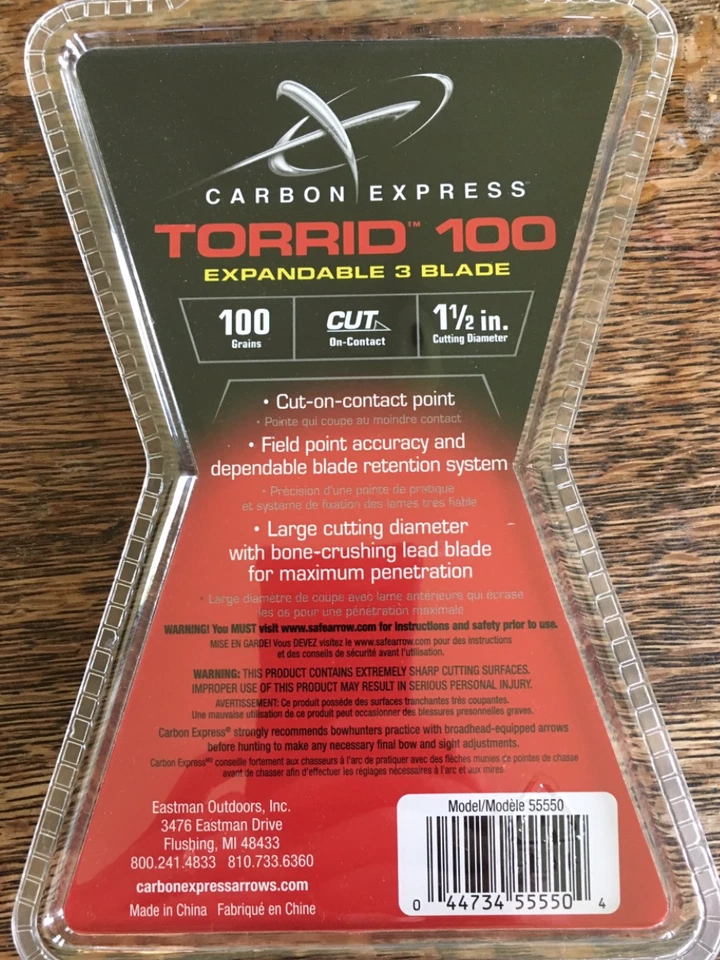 CARBON EXPRESS™
TORRID™ 100
EXPANDABLE 3 BLADE
100
Grains
CUT
On-Contact
1½ in.
Cutting Diameter
• Cut-on-contact point
• Pointe qui coupe au moindre contact
• Field point accuracy and
dependable blade retention system
• Précision d'une pointe de pratique
et système de fixation des lames très fiable
• Large cutting diameter
with bone-crushing lead blade
for maximum penetration
• Large diamètre de coupe avec lame antérieure qui écrase
les os pour une pénétration maximale
WARNING! You MUST visit www.safearrow.com for instructions and safety prior to use.
MISE EN GARDE! Vous DEVEZ visitez le www.safearrow.com pour des instructions
et des conseils de sécurité avant l'utilisation.
WARNING: THIS PRODUCT CONTAINS EXTREMELY SHARP CUTTING SURFACES.
IMPROPER USE OF THIS PRODUCT MAY RESULT IN SERIOUS PERSONAL INJURY.
AVERTISSEMENT: Ce produit possède des surfaces tranchantes très coupantes.
Une mauvaise utilisation de ce produit peut occasionner des blessures presonnelles graves.
Carbon Express® strongly recommends bowhunters practice with broadhead-equipped arrows
before hunting to make any necessary final bow and sight adjustments.
Carbon Express MD conseille fortement aux chasseurs à l'arc de pratiquer avec des flèches munies de pointes de chasse
avant de chasser afin d'effectuer les réglages nécessaires à l'arc et aux mires
Eastman Outdoors, Inc.
3476 Eastman Drive
Flushing, MI 48433
800.241.4833 810.733.6360
carbonexpressarrows.com
Made in China Fabriqué en Chine
Model/Modèle 55550
0 44734 55550 4